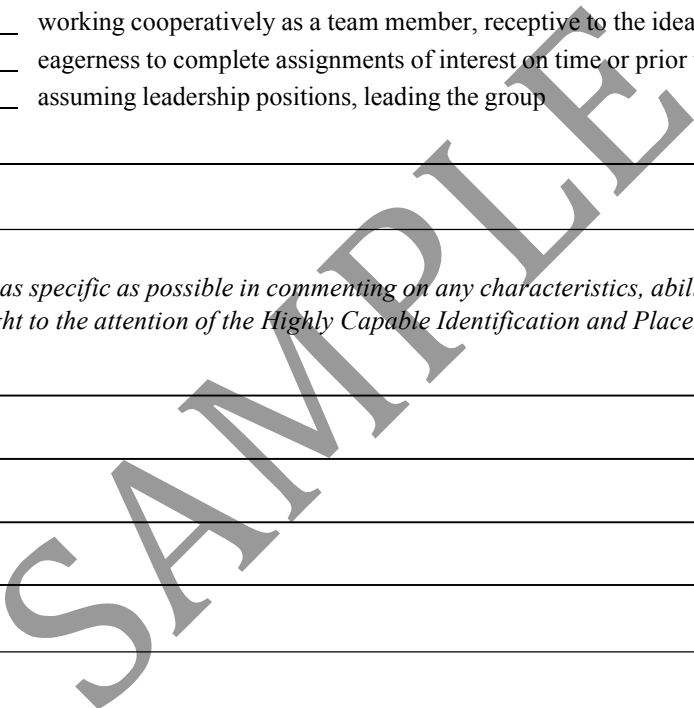 working cooperatively as a team member, receptive to the idea
eagerness to complete assignments of interest on time or prior
assuming leadership positions, leading the group
as specific as possible in commenting on any characteristics, abil
ght to the attention of the Highly Capable Identification and Place
SAMPLE